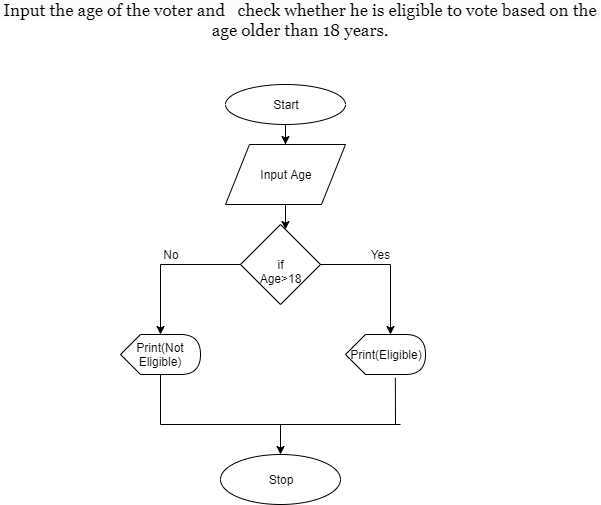 Input the age of the voter and check whether he is eligible to vote based on the
age older than 18 years.
Start
Input Age
if
Age>18
No
Yes
Print(Not
Eligible)
Print(Eligible)
Stop